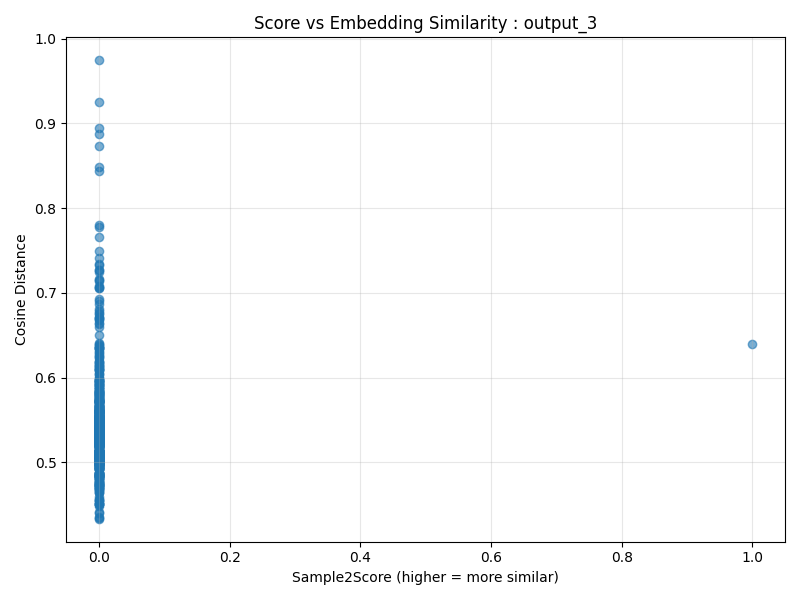 Score vs Embedding Similarity : output_3
Cosine Distance
1.0
0.9
0.8
0.7
0.6
0.5
0.0 0.2 0.4 0.6 0.8 1.0
Sample2Score (higher = more similar)